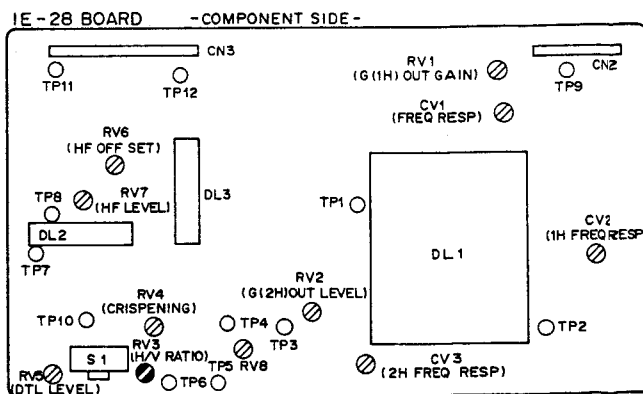 IE-28 BOARD -COMPONENT SIDE-
CN3
TP11
TP12
RV1
(G(1H) OUT GAIN)
CN2
TP9
CV1
(FREQ RESP)
RV6
(HF OFF SET)
RV7
(HF LEVEL)
TP8
DL2
TP7
DL3
TP1
DL1
CV2
(1H FREQ RESP)
RV2
(G(2H)OUT LEVEL)
RV4
(CRISPENING)
TP10
TP4
TP3
TP2
RV3
(H/V RATIO)
S1
RV5
(DTL LEVEL)
TP5
RV8
TP6
CV3
(2H FREQ RESP)